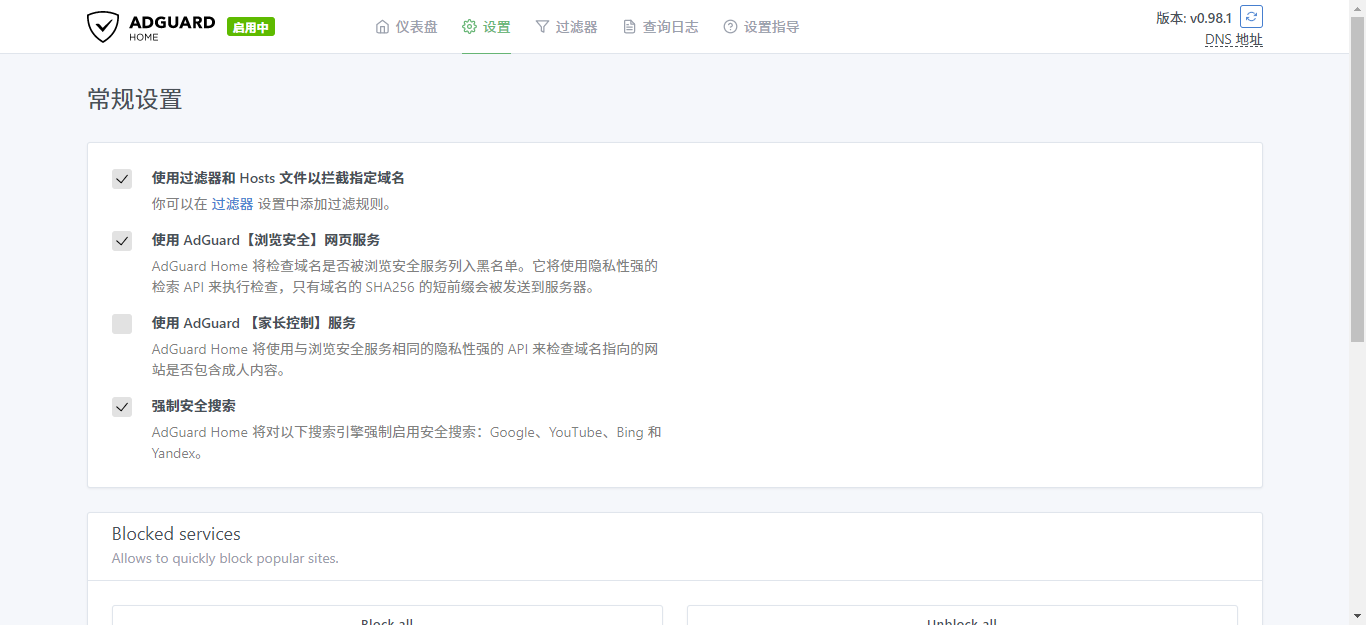 ADGUARD
HOME
启用中
仪表盘
设置
过滤器
查询日志
设置指导
版本: v0.98.1
DNS 地址
常规设置
使用过滤器和 Hosts 文件以拦截指定域名
你可以在 过滤器 设置中添加过滤规则。
使用 AdGuard【浏览安全】网页服务
AdGuard Home 将检查域名是否被浏览安全服务列入黑名单。它将使用隐私性强的
检索 API 来执行检查，只有域名的 SHA256 的短前缀会被发送到服务器。
使用 AdGuard 【家长控制】服务
AdGuard Home 将使用与浏览安全服务相同的隐私性强的 API 来检查域名指向的网
站是否包含成人内容。
强制安全搜索
AdGuard Home 将对以下搜索引擎强制启用安全搜索：Google、YouTube、Bing 和
Yandex。
Blocked services
Allows to quickly block popular sites.
Block all
Unblock all